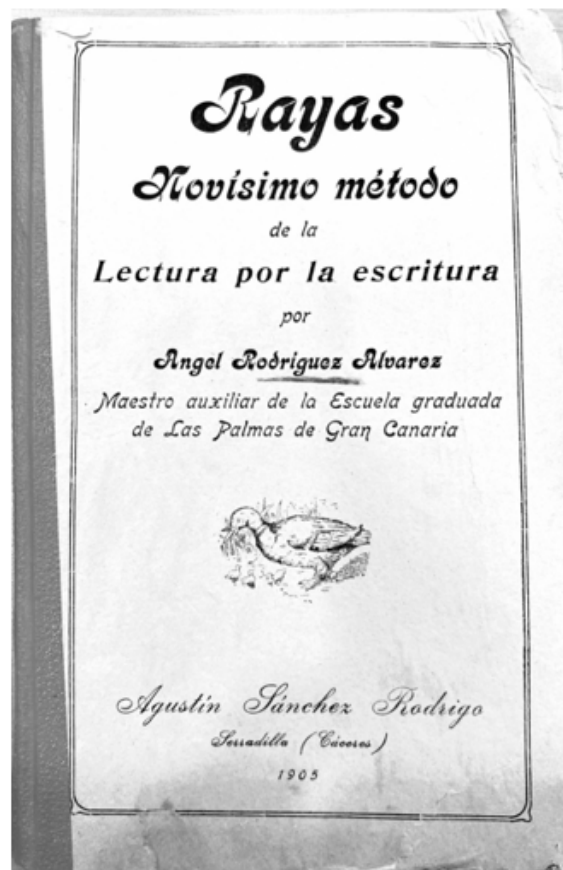 Rayas
Novísimo método
de la
Lectura por la escritura
por
Angel Rodríguez Alvarez
Maestro auxiliar de la Escuela graduada
de Las Palmas de Gran Canaria
Agustín Sánchez Rodrigo
Serradilla (Cáceres)
1905